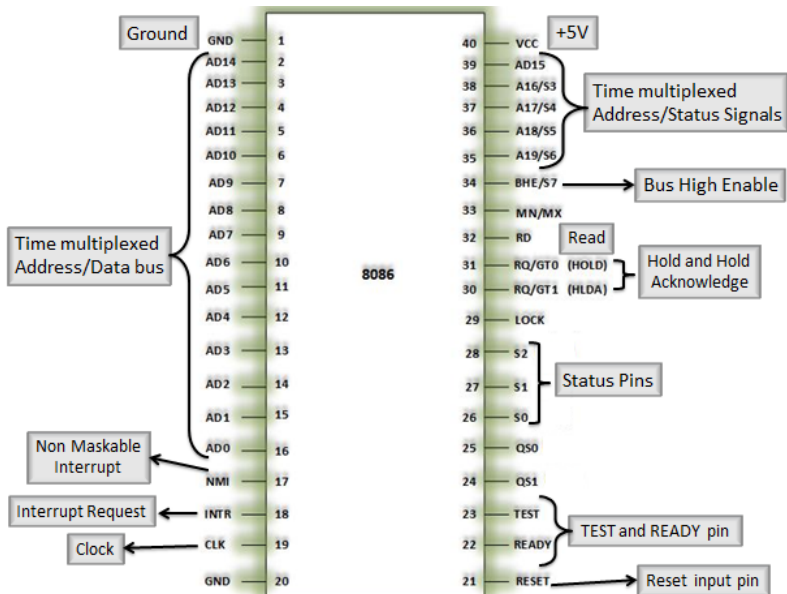 Ground
GND 1
AD14 2
AD13 3
AD12 4
AD11 5
AD10 6
AD9 7
AD8 8
AD7 9
AD6 10
AD5 11
AD4 12
AD3 13
AD2 14
AD1 15
AD0 16
NMI 17
INTR 18
CLK 19
GND 20
Time multiplexed
Address/Data bus
Non Maskable
Interrupt
Interrupt Request
Clock
8086
40 VCC +5V
39 AD15
38 A16/S3
37 A17/S4
36 A18/S5
35 A19/S6
34 BHE/S7
33 MN/MX
32 RD Read
31 RQ/GT0 (HOLD)
30 RQ/GT1 (HLDA)
29 LOCK
28 S2
27 S1
26 S0
25 QS0
24 QS1
23 TEST
22 READY
21 RESET
Time multiplexed
Address/Status Signals
Bus High Enable
Hold and Hold
Acknowledge
Status Pins
TEST and READY pin
Reset input pin